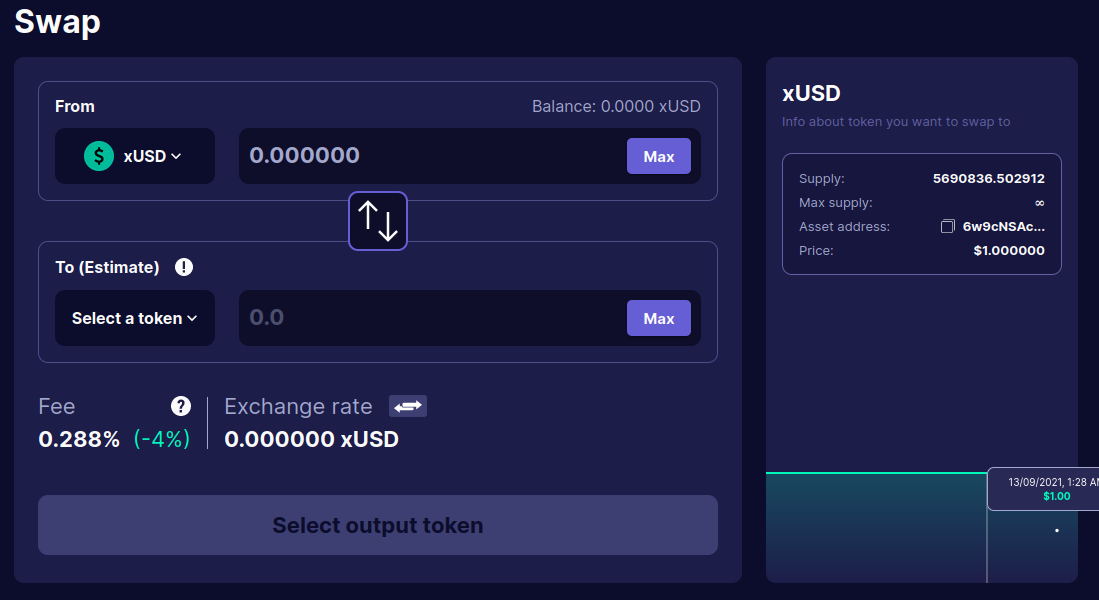 Swap
From
Balance: 0.0000 xUSD
$ xUSD
0.000000
Max
To (Estimate) !
Select a token
0.0
Max
Fee ?
0.288% (-4%)
Exchange rate
0.000000 xUSD
Select output token
xUSD
Info about token you want to swap to
Supply: 5690836.502912
Max supply: ∞
Asset address: 6w9cNSAc...
Price: $1.000000
13/09/2021, 1:28 AM
$1.00